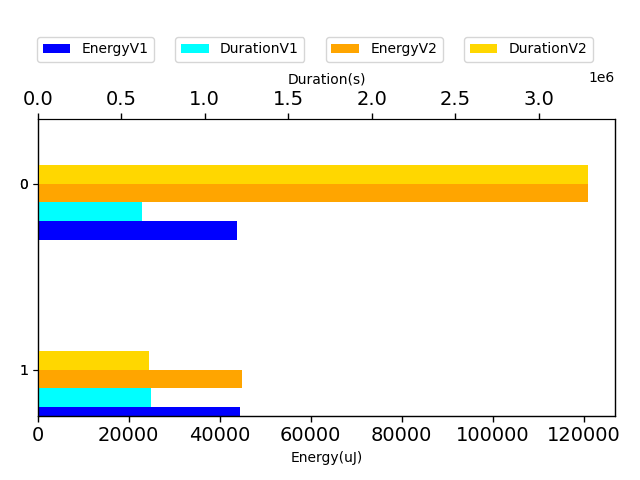 EnergyV1 DurationV1 EnergyV2 DurationV2
Duration(s)
1e6
0.0 0.5 1.0 1.5 2.0 2.5 3.0
0
1
0 20000 40000 60000 80000 100000 120000
Energy(uJ)